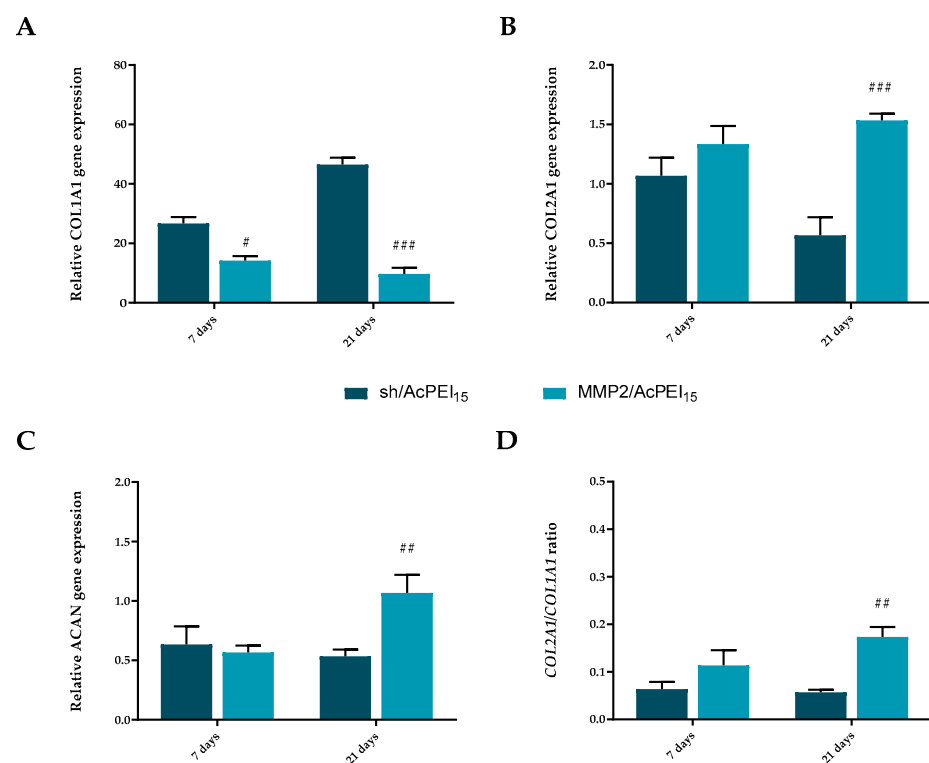 A
B
Relative COL1A1 gene expression
80
60
40
20
0
#
###
7 days
21 days
Relative COL2A1 gene expression
2.0
1.5
1.0
0.5
0.0
###
7 days
21 days
sh/AcPEI15
MMP2/AcPEI15
C
D
Relative ACAN gene expression
2.0
1.5
1.0
0.5
0.0
##
7 days
21 days
COL2A1/COL1A1 ratio
0.5
0.4
0.3
0.2
0.1
0.0
##
7 days
21 days